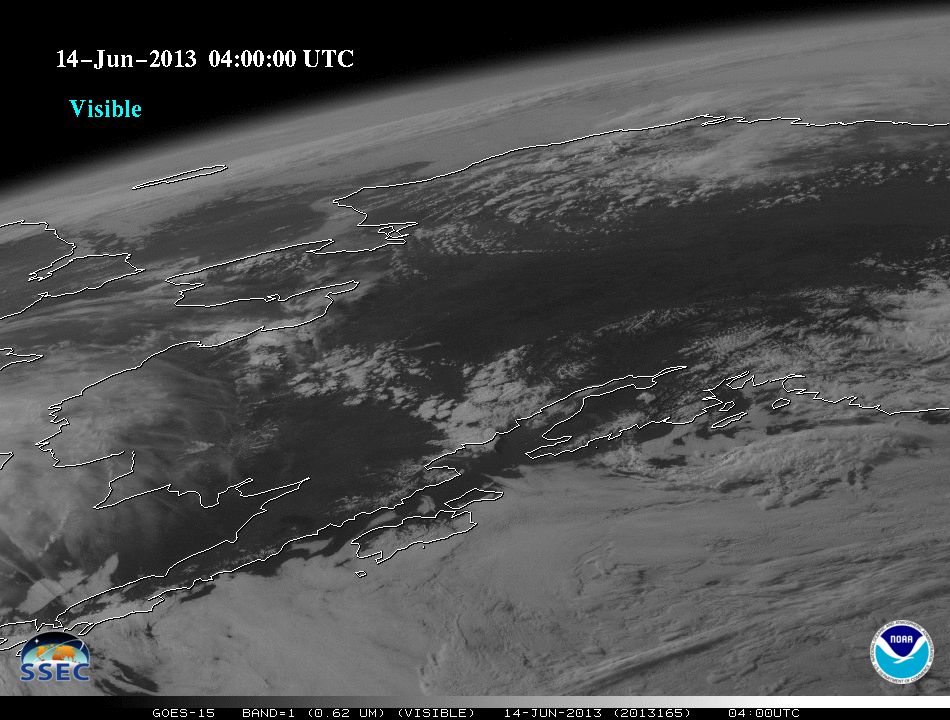 14-Jun-2013 04:00:00 UTC
Visible
SSEC
NOAA
GOES-15 BAND=1 (0.62 UM) (VISIBLE) 14-JUN-2013 (2013165) 04:00UTC